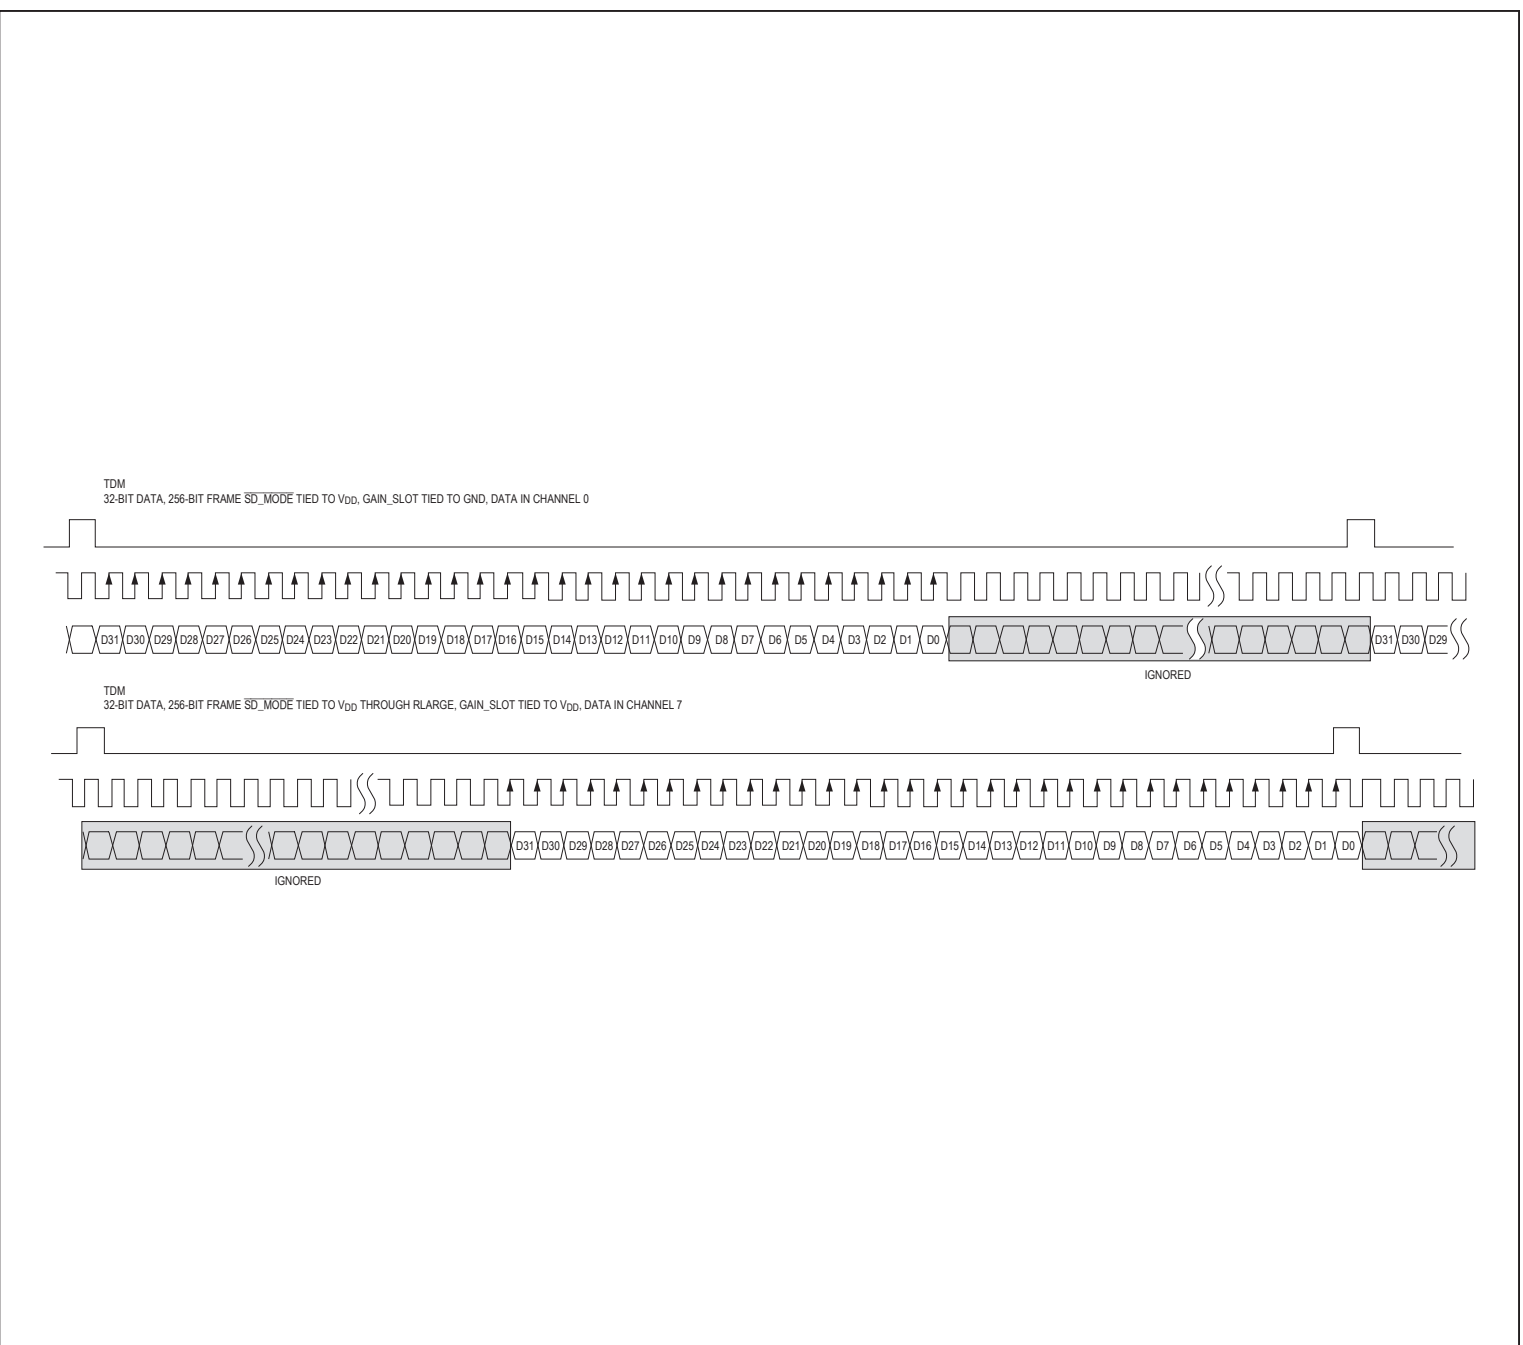 TDM
32-BIT DATA, 256-BIT FRAME SD_MODE TIED TO VDD, GAIN_SLOT TIED TO GND, DATA IN CHANNEL 0
D31 D30 D29 D28 D27 D26 D25 D24 D23 D22 D21 D20 D19 D18 D17 D16 D15 D14 D13 D12 D11 D10 D9 D8 D7 D6 D5 D4 D3 D2 D1 D0 D31 D30 D29
IGNORED
TDM
32-BIT DATA, 256-BIT FRAME SD_MODE TIED TO VDD THROUGH RLARGE, GAIN_SLOT TIED TO VDD, DATA IN CHANNEL 7
D31 D30 D29 D28 D27 D26 D25 D24 D23 D22 D21 D20 D19 D18 D17 D16 D15 D14 D13 D12 D11 D10 D9 D8 D7 D6 D5 D4 D3 D2 D1 D0
IGNORED